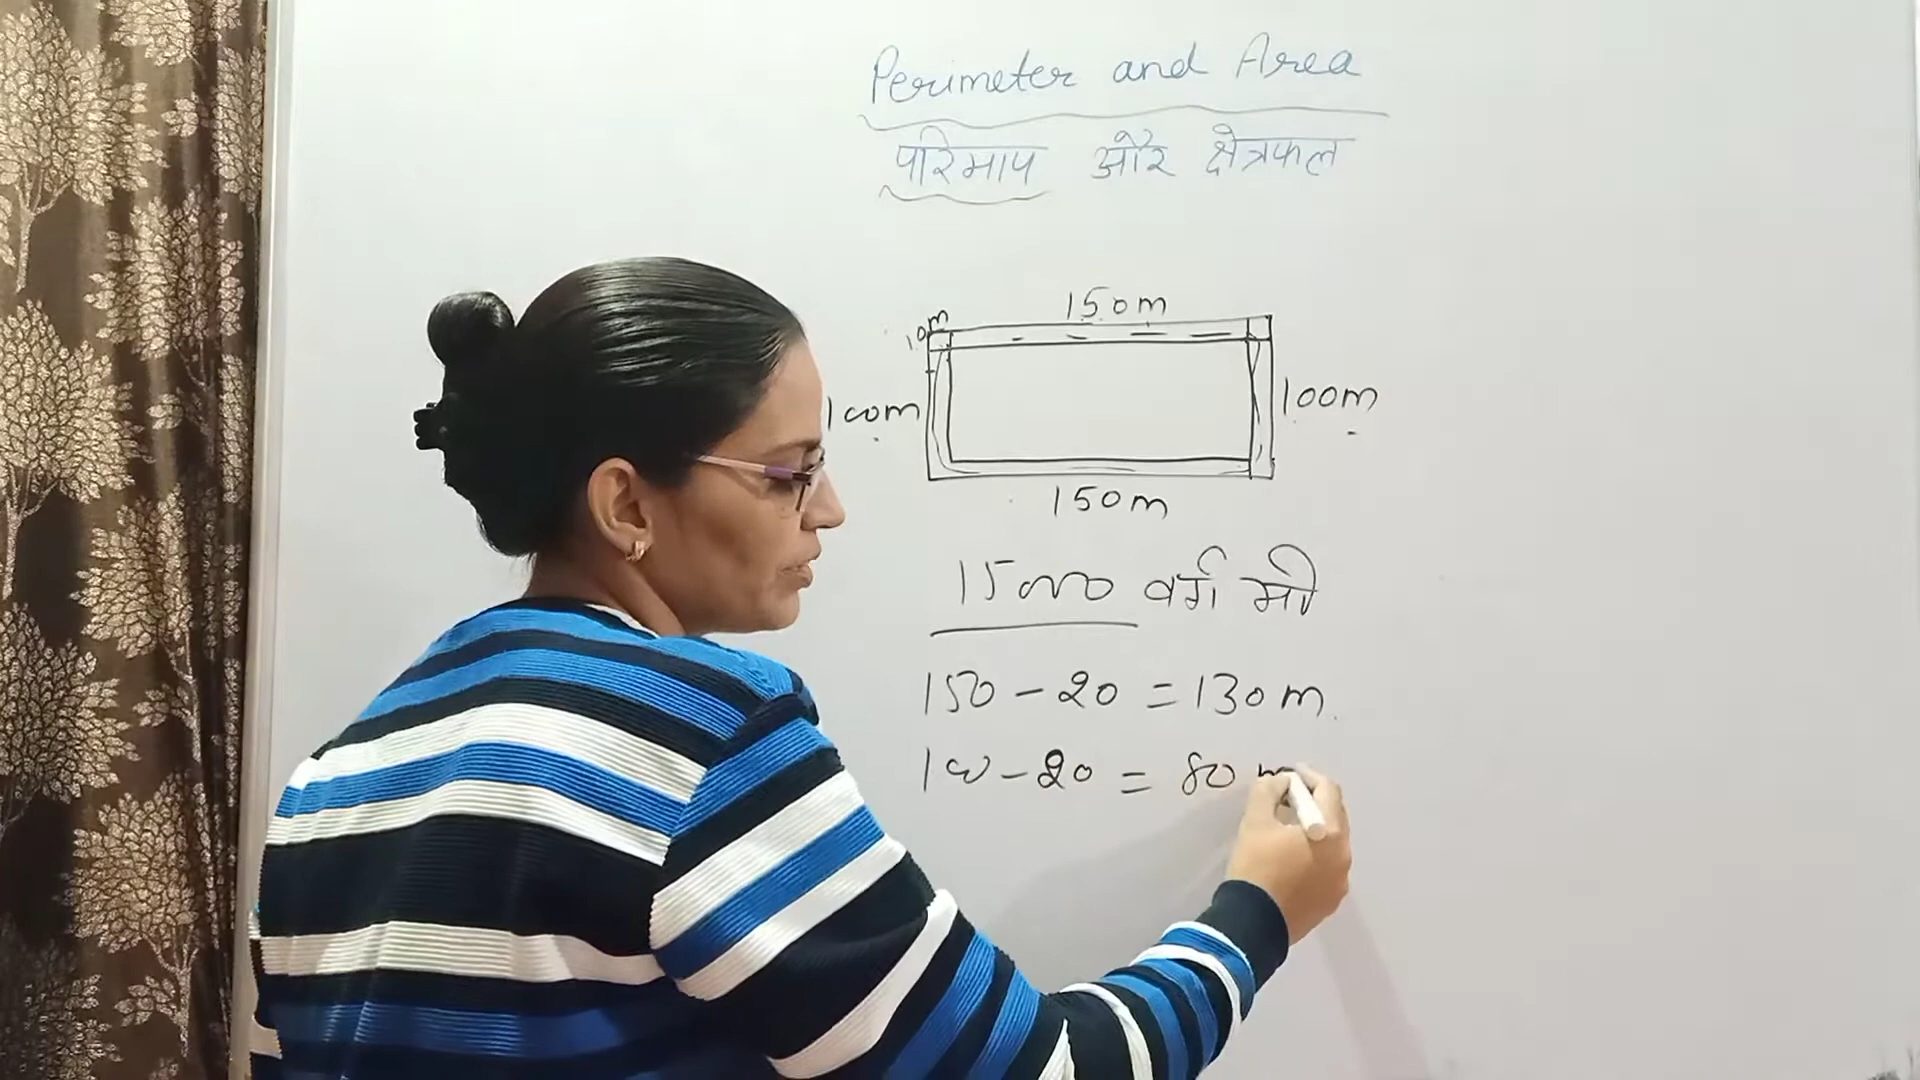 Perimeter and Area
परिमाप और क्षेत्रफल
150m
10m
100m
100m
150m
15000 वर्ग मी
150 - 20 = 130 m
100 - 20 = 80 m